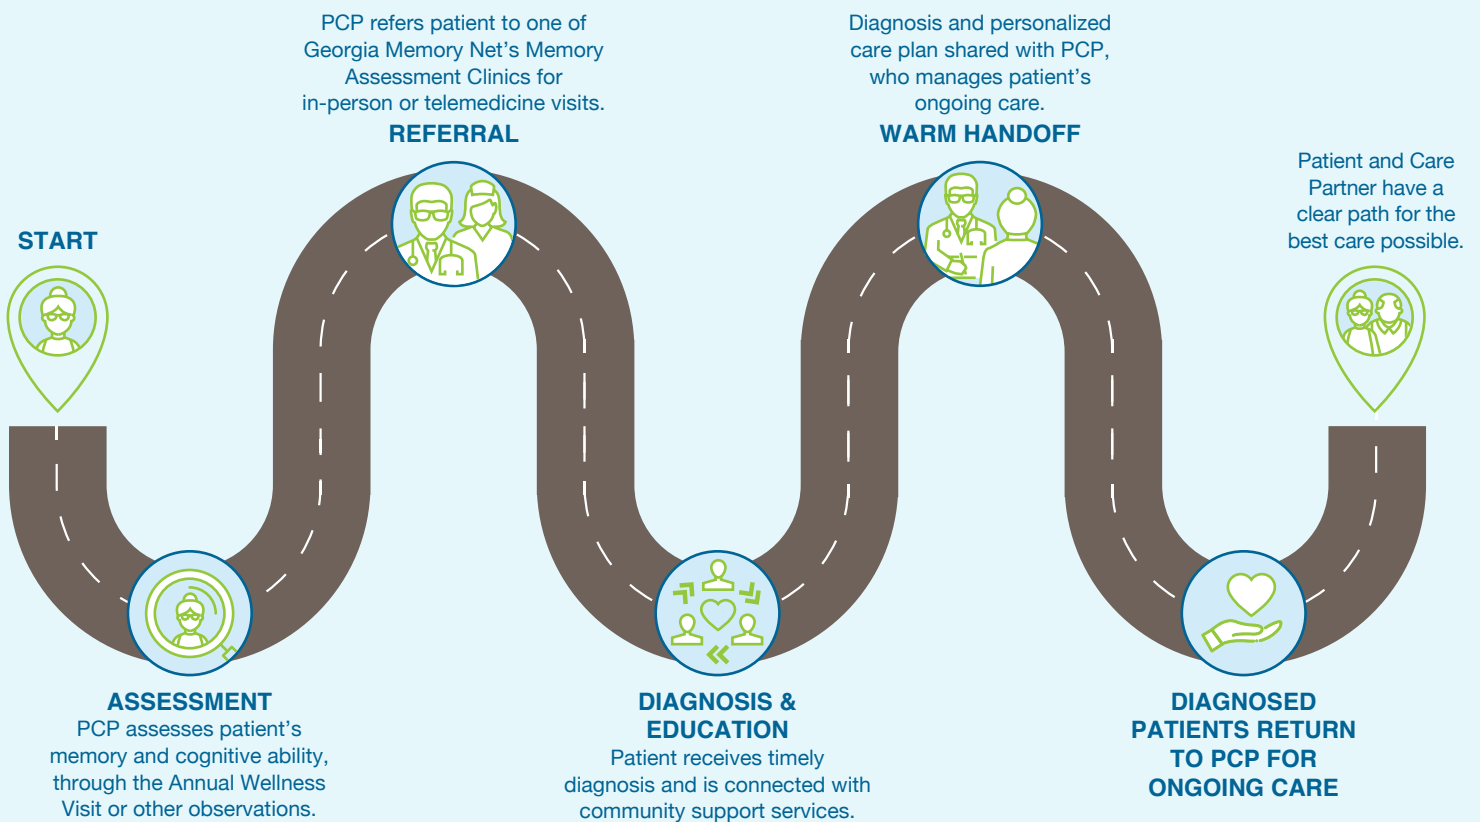 START
ASSESSMENT
PCP assesses patient’s
memory and cognitive ability,
through the Annual Wellness
Visit or other observations.
PCP refers patient to one of
Georgia Memory Net’s Memory
Assessment Clinics for
in-person or telemedicine visits.
REFERRAL
DIAGNOSIS &
EDUCATION
Patient receives timely
diagnosis and is connected with
community support services.
Diagnosis and personalized
care plan shared with PCP,
who manages patient’s
ongoing care.
WARM HANDOFF
DIAGNOSED
PATIENTS RETURN
TO PCP FOR
ONGOING CARE
Patient and Care
Partner have a
clear path for the
best care possible.